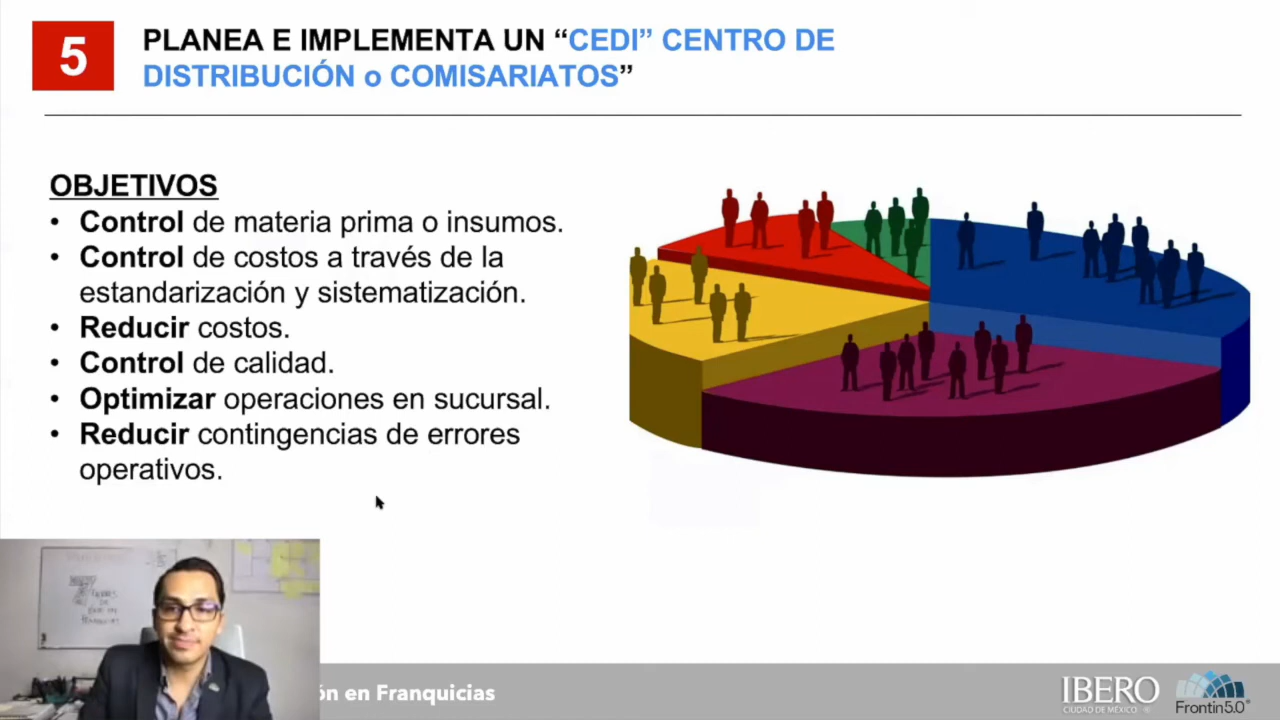 5
PLANEA E IMPLEMENTA UN “CEDI” CENTRO DE
DISTRIBUCIÓN o COMISARIATOS”
OBJETIVOS
• Control de materia prima o insumos.
• Control de costos a través de la
estandarización y sistematización.
• Reducir costos.
• Control de calidad.
• Optimizar operaciones en sucursal.
• Reducir contingencias de errores
operativos.
ón en Franquicias
IBERO
CIUDAD DE MÉXICO
Frontin5.0